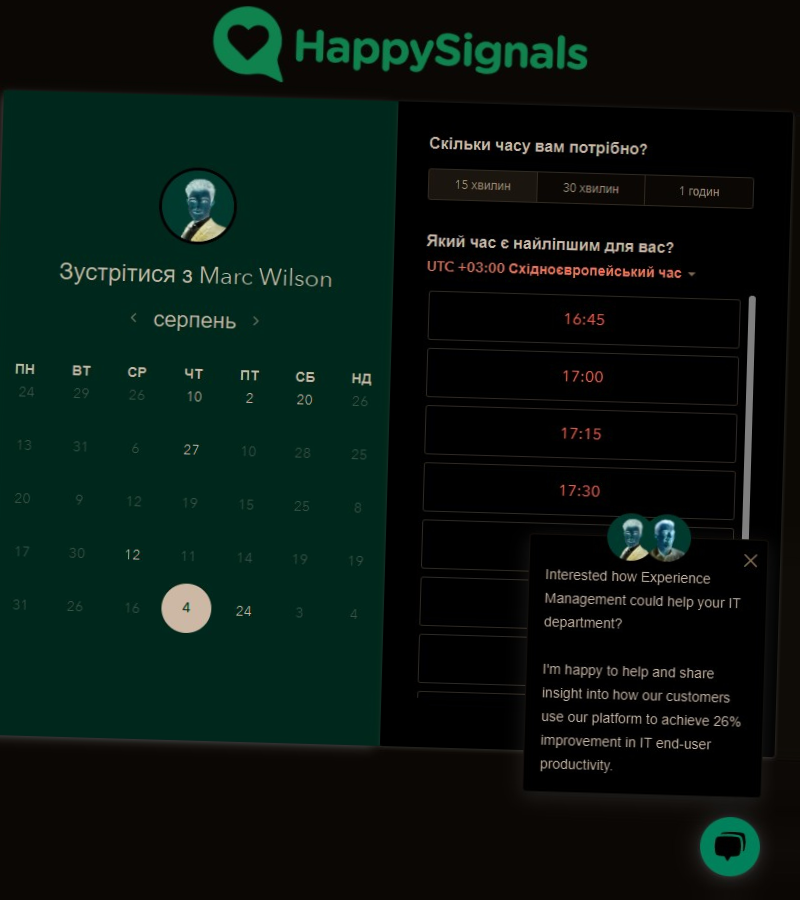 HappySignals
Зустрітися з Marc Wilson
серпень
ПН ВТ СР ЧТ ПТ СБ НД
24 29 26 10 2 20 26
13 31 6 27 10 28 25
20 9 12 19 15 25 8
17 30 12 11 14 19 19
31 26 16 4 24 3 4
Скільки часу вам потрібно?
15 хвилин 30 хвилин 1 годин
Який час є найліпшим для вас?
UTC +03:00 Східноєвропейський час
16:45
17:00
17:15
17:30
Interested how Experience
Management could help your IT
department?
I'm happy to help and share
insight into how our customers
use our platform to achieve 26%
improvement in IT end-user
productivity.